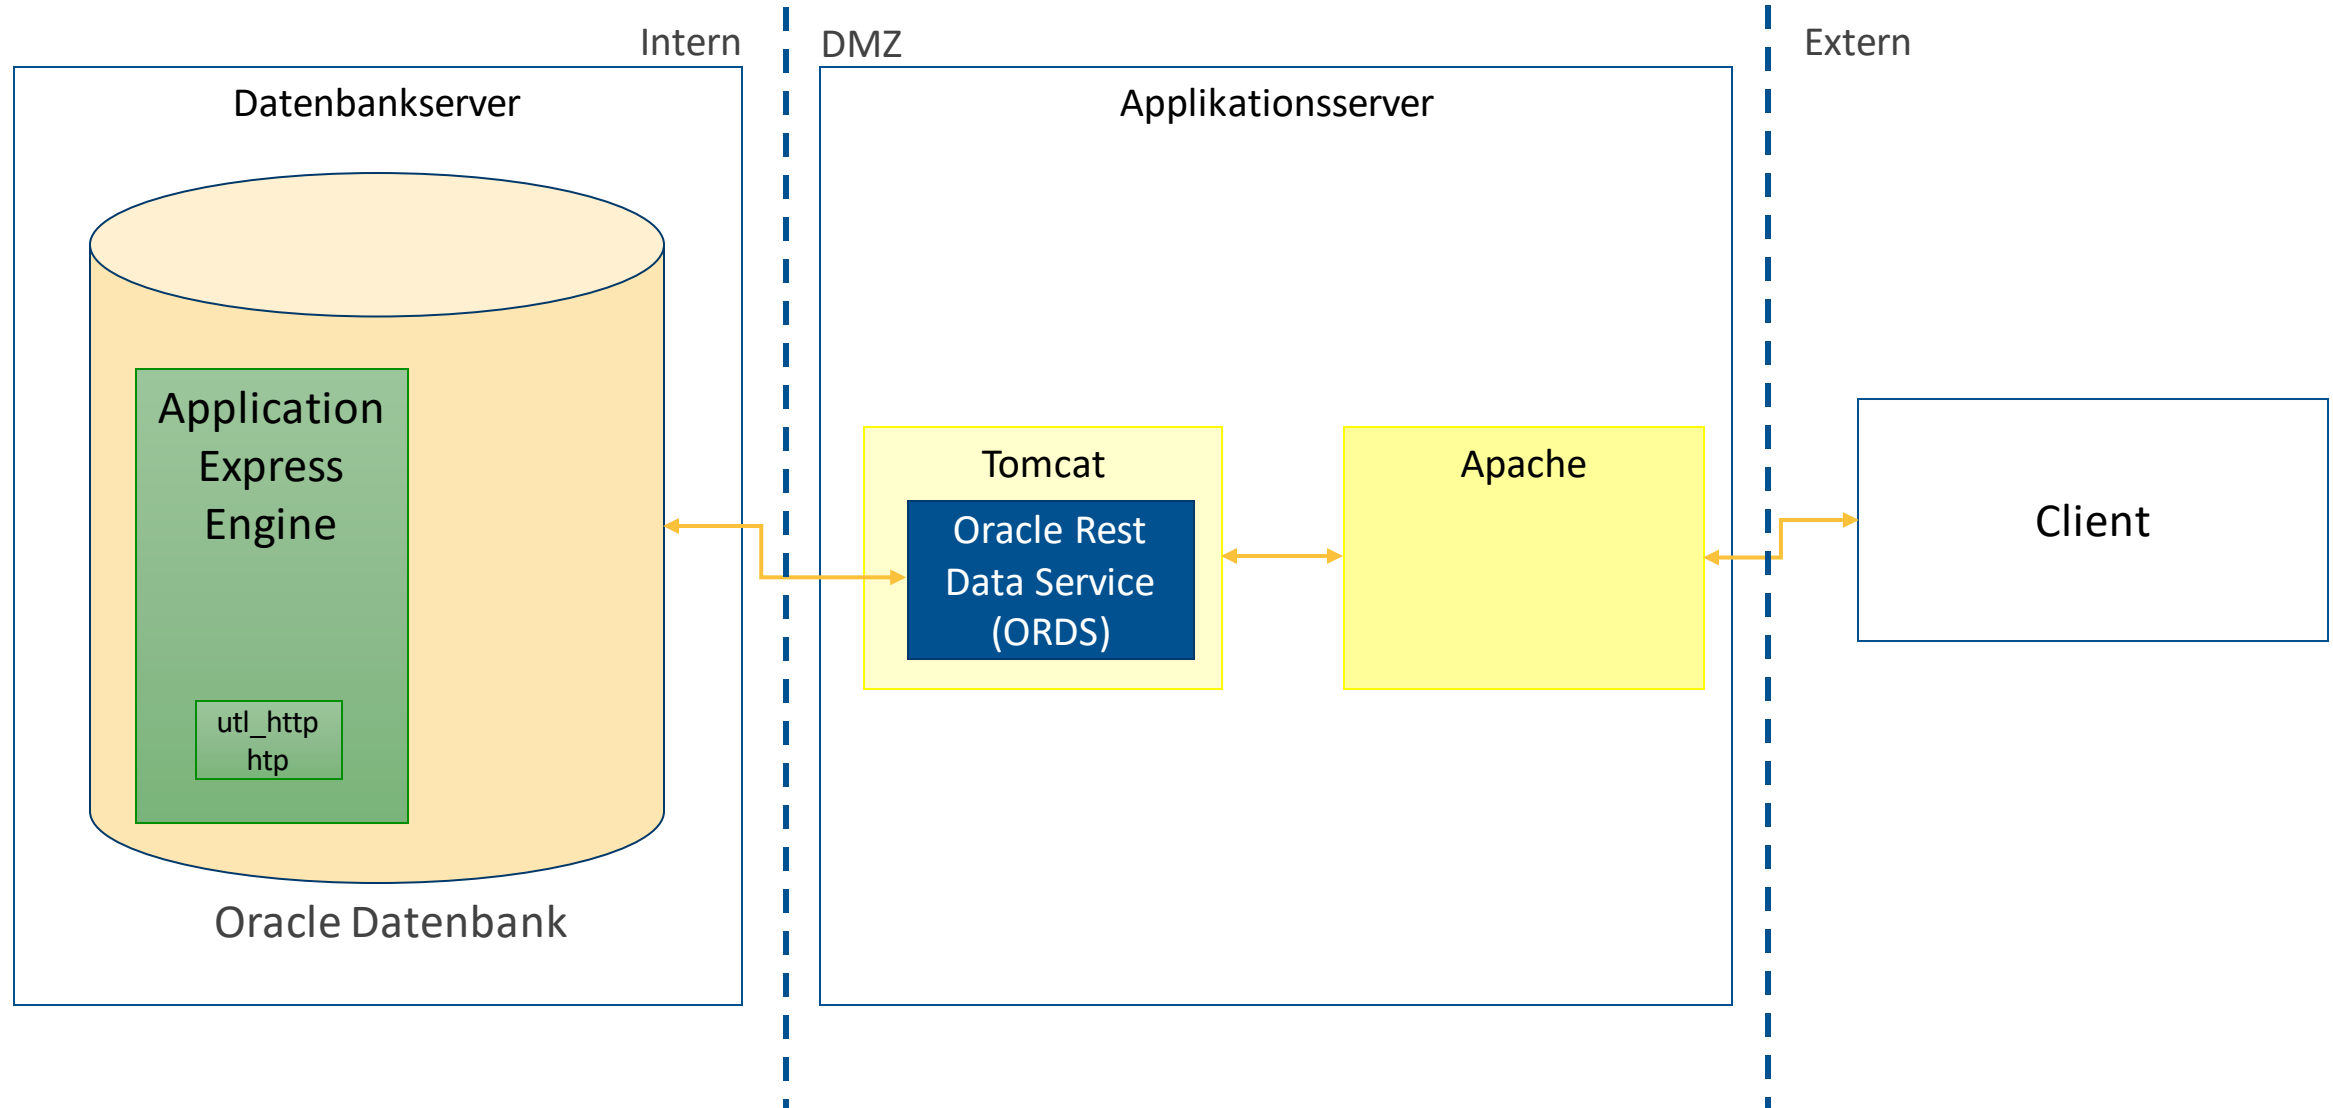 Intern
DMZ
Extern
Datenbankserver
Applikationsserver
Application
Express
Engine
utl_http
htp
Oracle Datenbank
Tomcat
Oracle Rest
Data Service
(ORDS)
Apache
Client